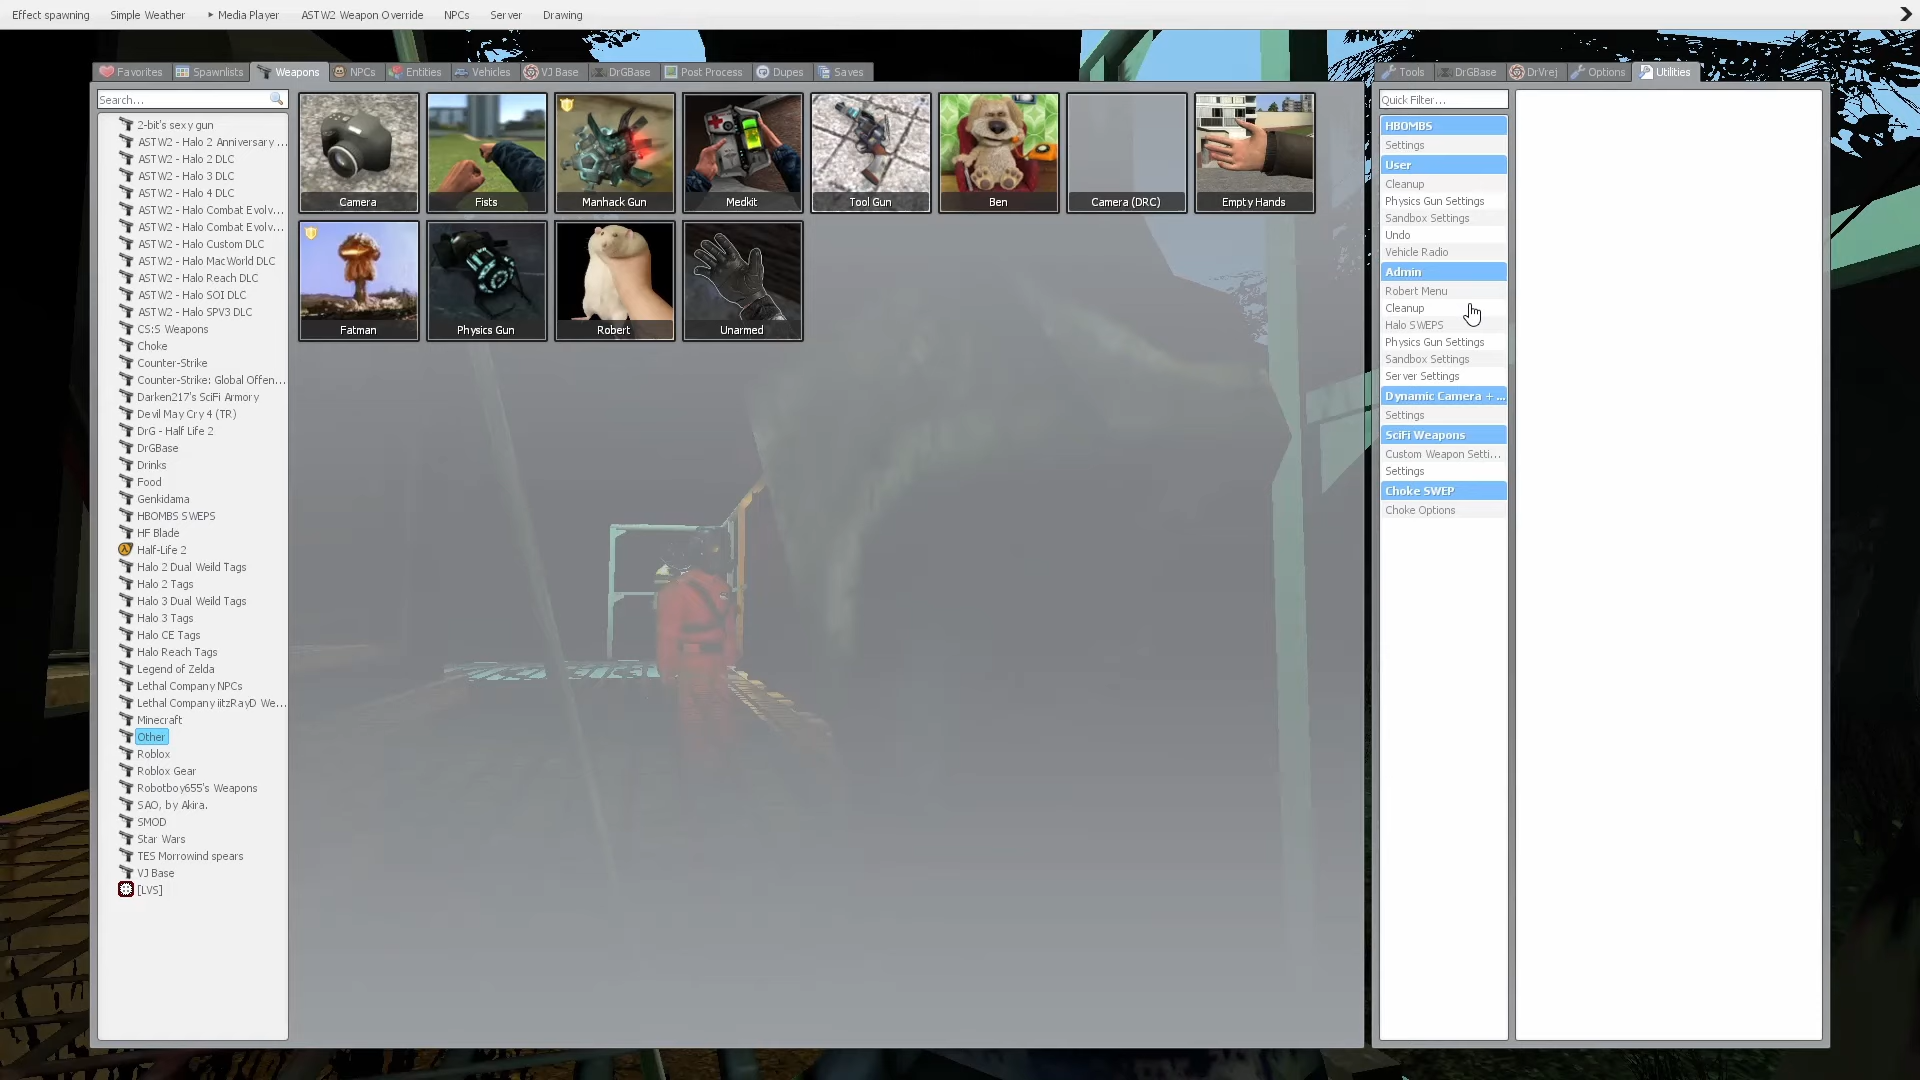 Effect spawning
Simple Weather
Media Player
ASTW2 Weapon Override
NPCs
Server
Drawing
Favorites
Spawnlists
Weapons
NPCs
Entities
Vehicles
VJ Base
DrGBase
Post Process
Dupes
Saves
Tools
DrGBase
DrVrej
Options
Utilities
Search...
2-bit's sexy gun
ASTW2 - Halo 2 Anniversary ...
ASTW2 - Halo 2 DLC
ASTW2 - Halo 3 DLC
ASTW2 - Halo 4 DLC
ASTW2 - Halo Combat Evolv...
ASTW2 - Halo Combat Evolv...
ASTW2 - Halo Custom DLC
ASTW2 - Halo MacWorld DLC
ASTW2 - Halo Reach DLC
ASTW2 - Halo SOI DLC
ASTW2 - Halo SPV3 DLC
CS:S Weapons
Choke
Counter-Strike
Counter-Strike: Global Offen...
Darken217's SciFi Armory
Devil May Cry 4 (TR)
DrG - Half Life 2
DrGBase
Drinks
Food
Genkidama
HBOMBS SWEPS
HF Blade
Half-Life 2
Halo 2 Dual Weild Tags
Halo 2 Tags
Halo 3 Dual Weild Tags
Halo 3 Tags
Halo CE Tags
Halo Reach Tags
Legend of Zelda
Lethal Company NPCs
Lethal Company iitzRayD We...
Minecraft
Other
Roblox
Roblox Gear
Robotboy655's Weapons
SAO, by Akira.
SMOD
Star Wars
TES Morrowind spears
VJ Base
[LVS]
Camera
Fists
Manhack Gun
Medkit
Tool Gun
Ben
Camera (DRC)
Empty Hands
Fatman
Physics Gun
Robert
Unarmed
Quick Filter...
HBOMBS
Settings
User
Cleanup
Physics Gun Settings
Sandbox Settings
Undo
Vehicle Radio
Admin
Robert Menu
Cleanup
Halo SWEPS
Physics Gun Settings
Sandbox Settings
Server Settings
Dynamic Camera + ...
Settings
SciFi Weapons
Custom Weapon Setti...
Settings
Choke SWEP
Choke Options